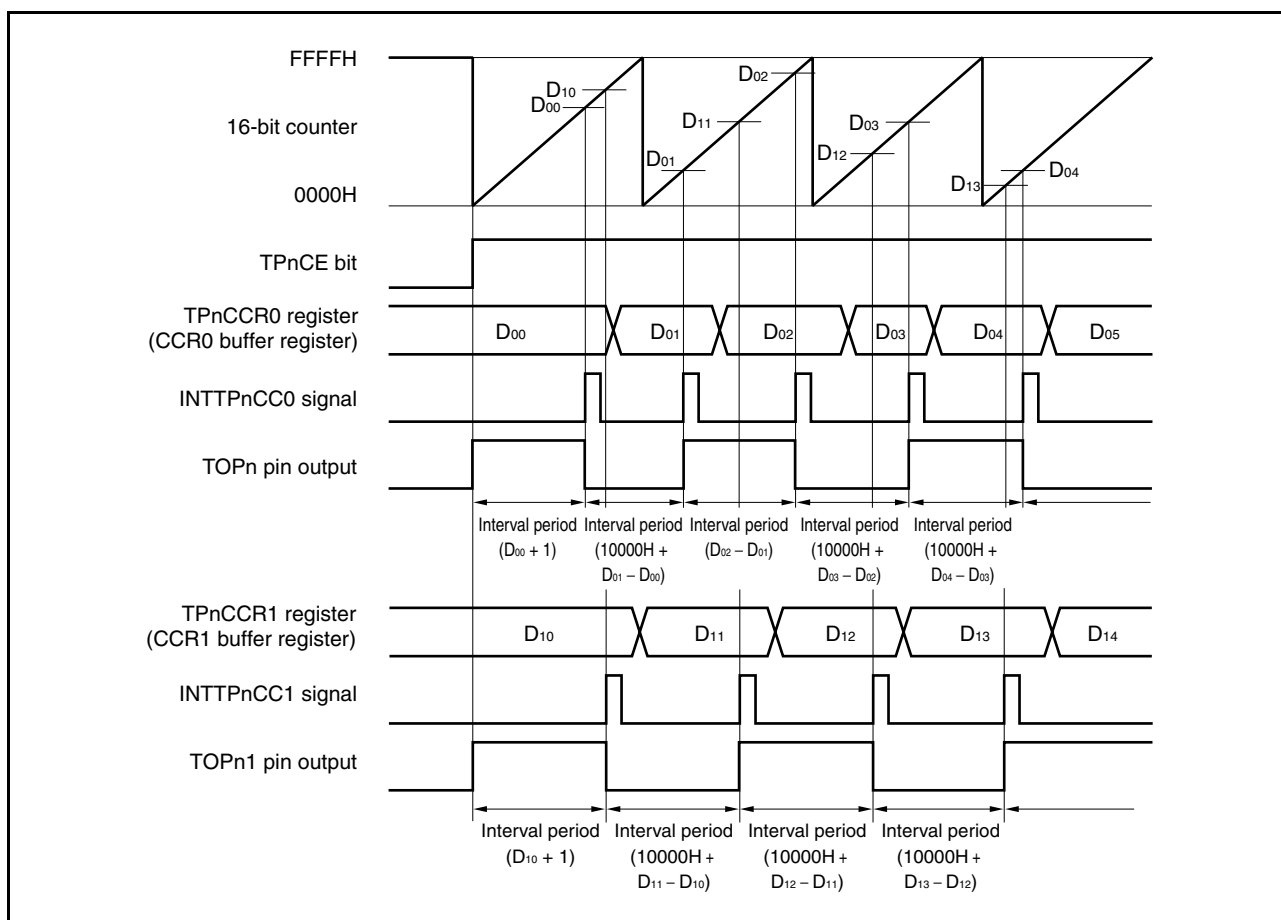 FFFFH
D10
D00
D02
16-bit counter
D11
D03
D12
D01
D04
D13
0000H
TPnCE bit
TPnCCR0 register
(CCR0 buffer register)
D00
D01
D02
D03
D04
D05
INTTPnCC0 signal
TOPn pin output
Interval period
(D00 + 1)
Interval period
(10000H +
D01 – D00)
Interval period
(D02 – D01)
Interval period
(10000H +
D03 – D02)
Interval period
(10000H +
D04 – D03)
TPnCCR1 register
(CCR1 buffer register)
D10
D11
D12
D13
D14
INTTPnCC1 signal
TOPn1 pin output
Interval period
(D10 + 1)
Interval period
(10000H +
D11 – D10)
Interval period
(10000H +
D12 – D11)
Interval period
(10000H +
D13 – D12)